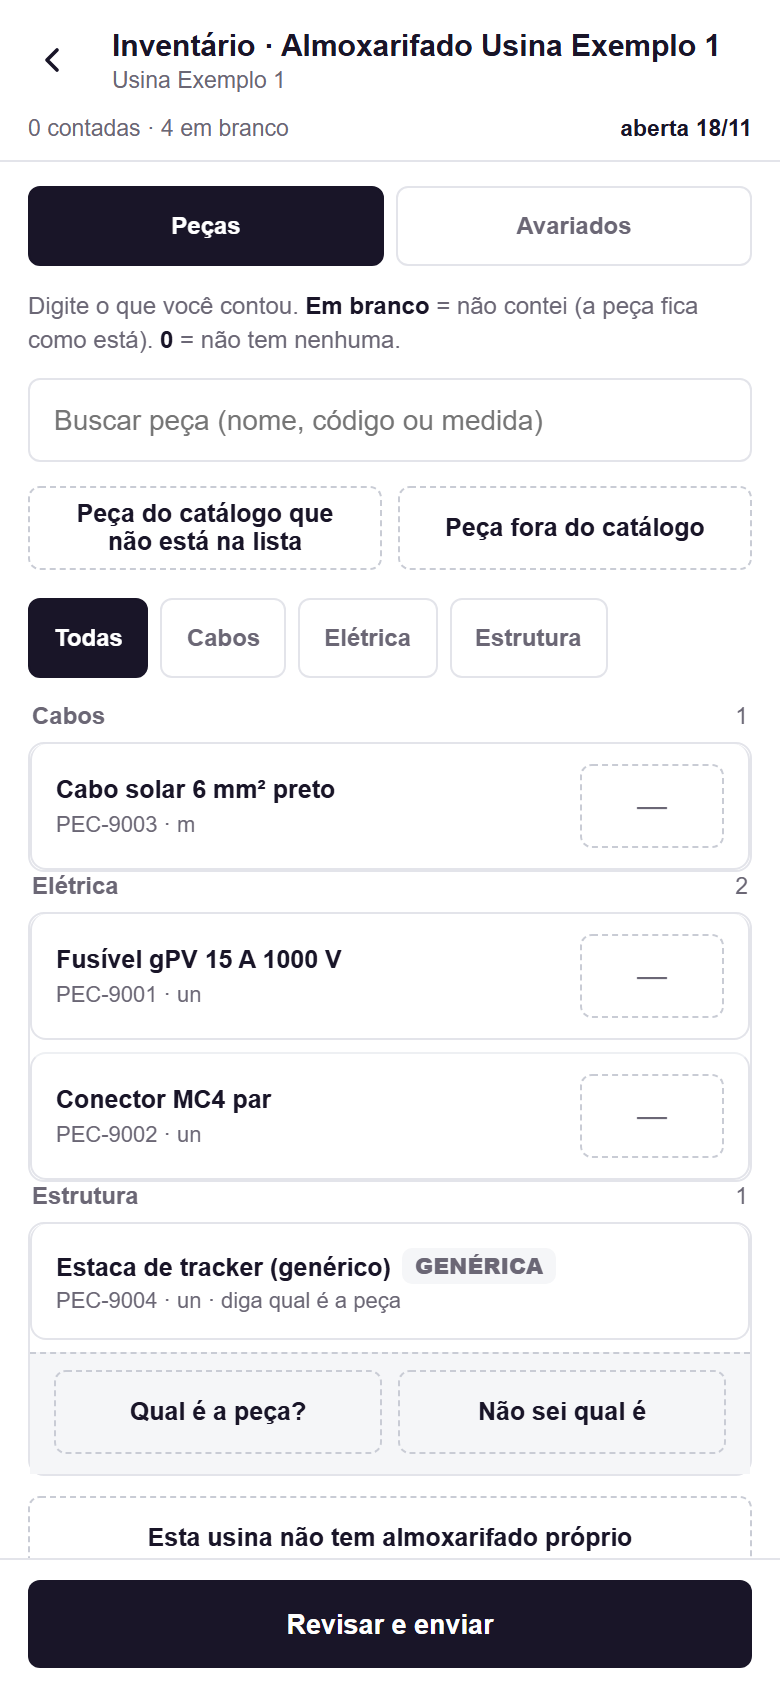 Inventário · Almoxarifado Usina Exemplo 1
Usina Exemplo 1
0 contadas · 4 em branco
aberta 18/11
Peças
Avariados
Digite o que você contou. Em branco = não contei (a peça fica
como está). 0 = não tem nenhuma.
Buscar peça (nome, código ou medida)
Peça do catálogo que
não está na lista
Peça fora do catálogo
Todas
Cabos
Elétrica
Estrutura
Cabos
1
Cabo solar 6 mm² preto
PEC-9003 · m
—
Elétrica
2
Fusível gPV 15 A 1000 V
PEC-9001 · un
—
Conector MC4 par
PEC-9002 · un
—
Estrutura
1
Estaca de tracker (genérico) GENÉRICA
PEC-9004 · un · diga qual é a peça
Qual é a peça?
Não sei qual é
Esta usina não tem almoxarifado próprio
Revisar e enviar